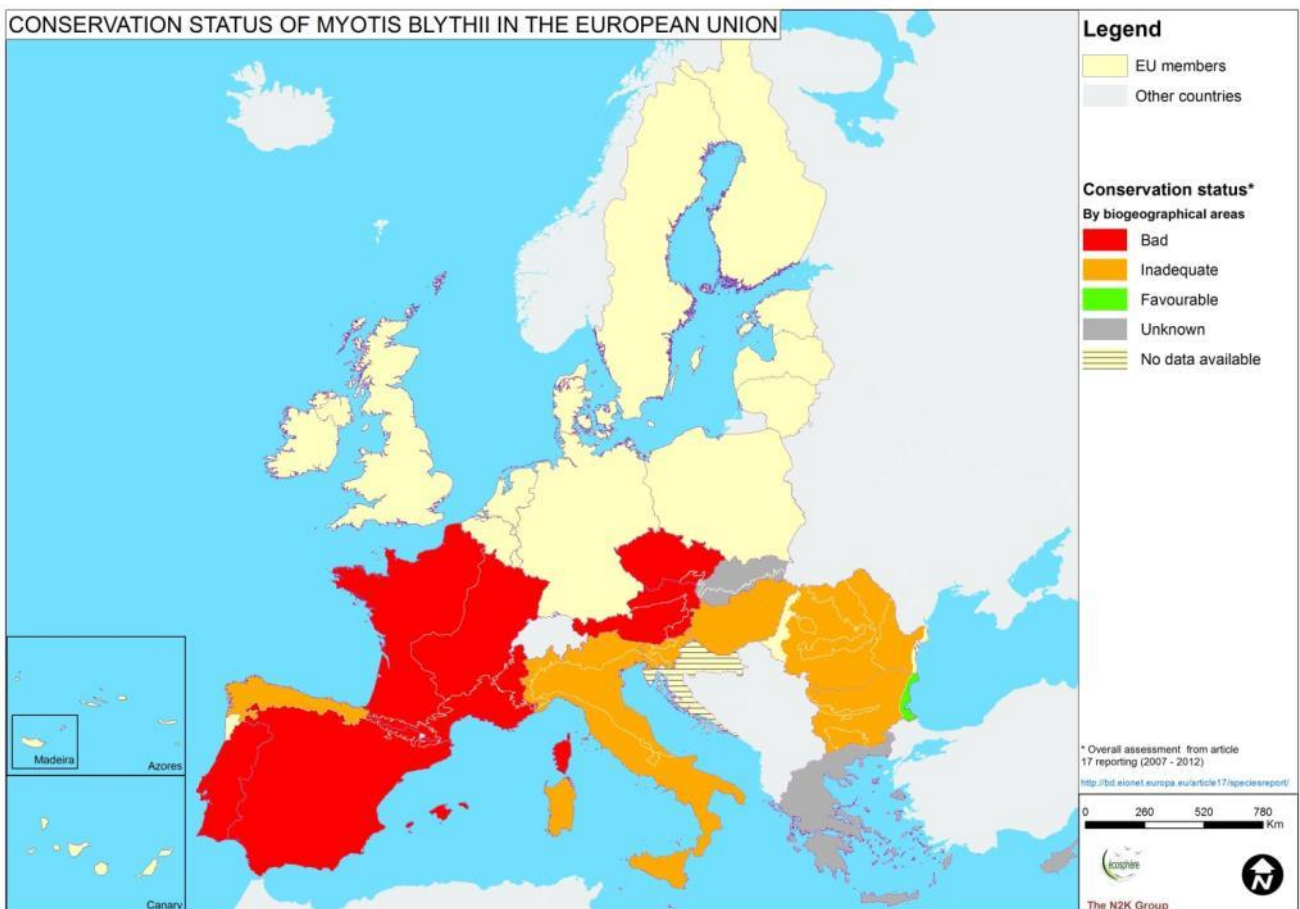 CONSERVATION STATUS OF MYOTIS BLYTHII IN THE EUROPEAN UNION
Legend
EU members
Other countries
Conservation status*
By biogeographical areas
Bad
Inadequate
Favourable
Unknown
No data available
Madeira
Azores
Canary
* Overall assessment from article
17 reporting (2007 - 2012)
http://bd.eionet.europa.eu/article17/speciesreport/
0 260 520 780
Km
écosphère
N
The N2K Group